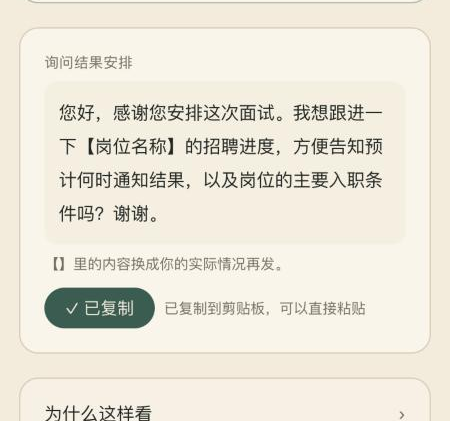 询问结果安排
您好，感谢您安排这次面试。我想跟进一
下【岗位名称】的招聘进度，方便告知预
计何时通知结果，以及岗位的主要入职条
件吗？谢谢。
【】里的内容换成你的实际情况再发。
✓ 已复制 已复制到剪贴板，可以直接粘贴
为什么这样看 ›